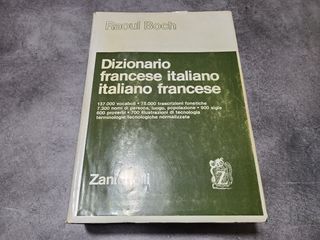 Raoul Boch
Dizionario
francese italiano
italiano francese
137.000 vocaboli • 75.000 trascrizioni fonetiche
7.300 nomi di persona, luogo, popolazione • 900 sigle
600 proverbi • 700 illustrazioni di tecnologia
terminologie tecnologiche normalizzate
Zanichelli
Z